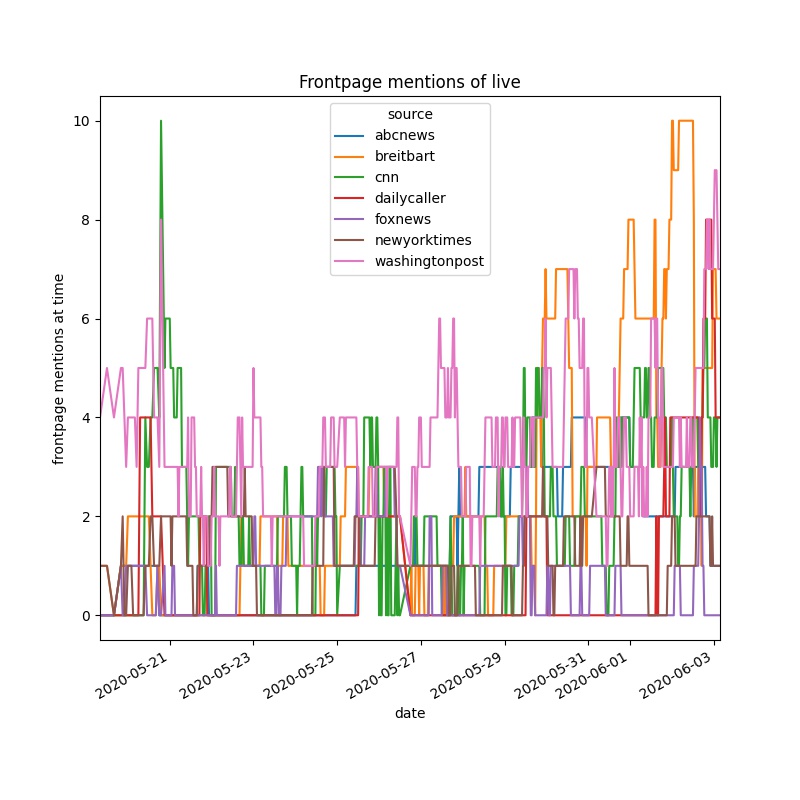 Frontpage mentions of live
source
abcnews
breitbart
cnn
dailycaller
foxnews
newyorktimes
washingtonpost
frontpage mentions at time
10
8
6
4
2
0
2020-05-21
2020-05-23
2020-05-25
2020-05-27
2020-05-29
2020-05-31
2020-06-01
2020-06-03
date